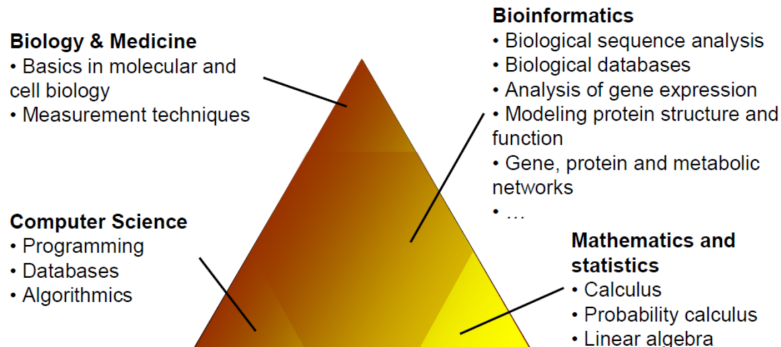 Biology & Medicine
• Basics in molecular and
cell biology
• Measurement techniques
Computer Science
• Programming
• Databases
• Algorithmics
Bioinformatics
• Biological sequence analysis
• Biological databases
• Analysis of gene expression
• Modeling protein structure and
function
• Gene, protein and metabolic
networks
• …
Mathematics and
statistics
• Calculus
• Probability calculus
• Linear algebra